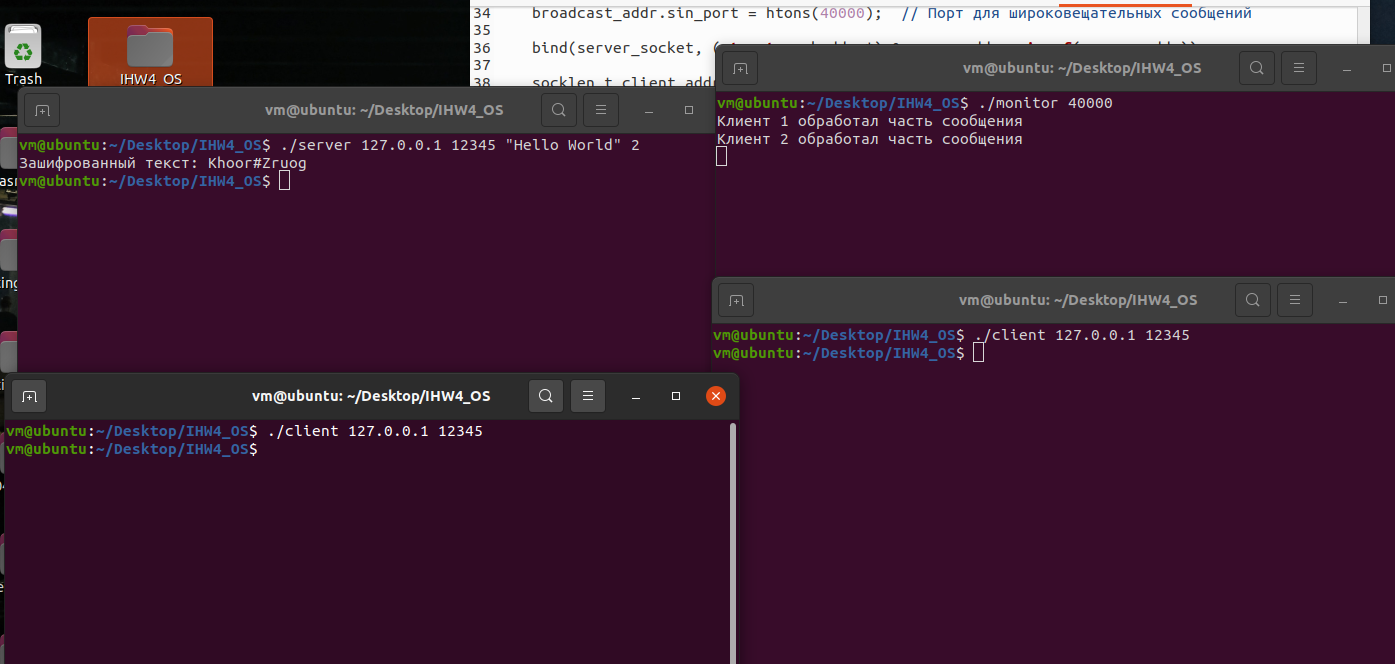 34 broadcast_addr.sin_port = htons(40000); // Порт для широковещательных сообщений
35
36 bind(server_socket, (
37
38 socklen_t client_addr
Trash
IHW4_OS
vm@ubuntu: ~/Desktop/IHW4_OS
vm@ubuntu:~/Desktop/IHW4_OS$ ./server 127.0.0.1 12345 "Hello World" 2
Зашифрованный текст: Khoor#Zruog
vm@ubuntu:~/Desktop/IHW4_OS$
vm@ubuntu: ~/Desktop/IHW4_OS
vm@ubuntu:~/Desktop/IHW4_OS$ ./monitor 40000
Клиент 1 обработал часть сообщения
Клиент 2 обработал часть сообщения
vm@ubuntu: ~/Desktop/IHW4_OS
vm@ubuntu:~/Desktop/IHW4_OS$ ./client 127.0.0.1 12345
vm@ubuntu:~/Desktop/IHW4_OS$
vm@ubuntu: ~/Desktop/IHW4_OS
vm@ubuntu:~/Desktop/IHW4_OS$ ./client 127.0.0.1 12345
vm@ubuntu:~/Desktop/IHW4_OS$